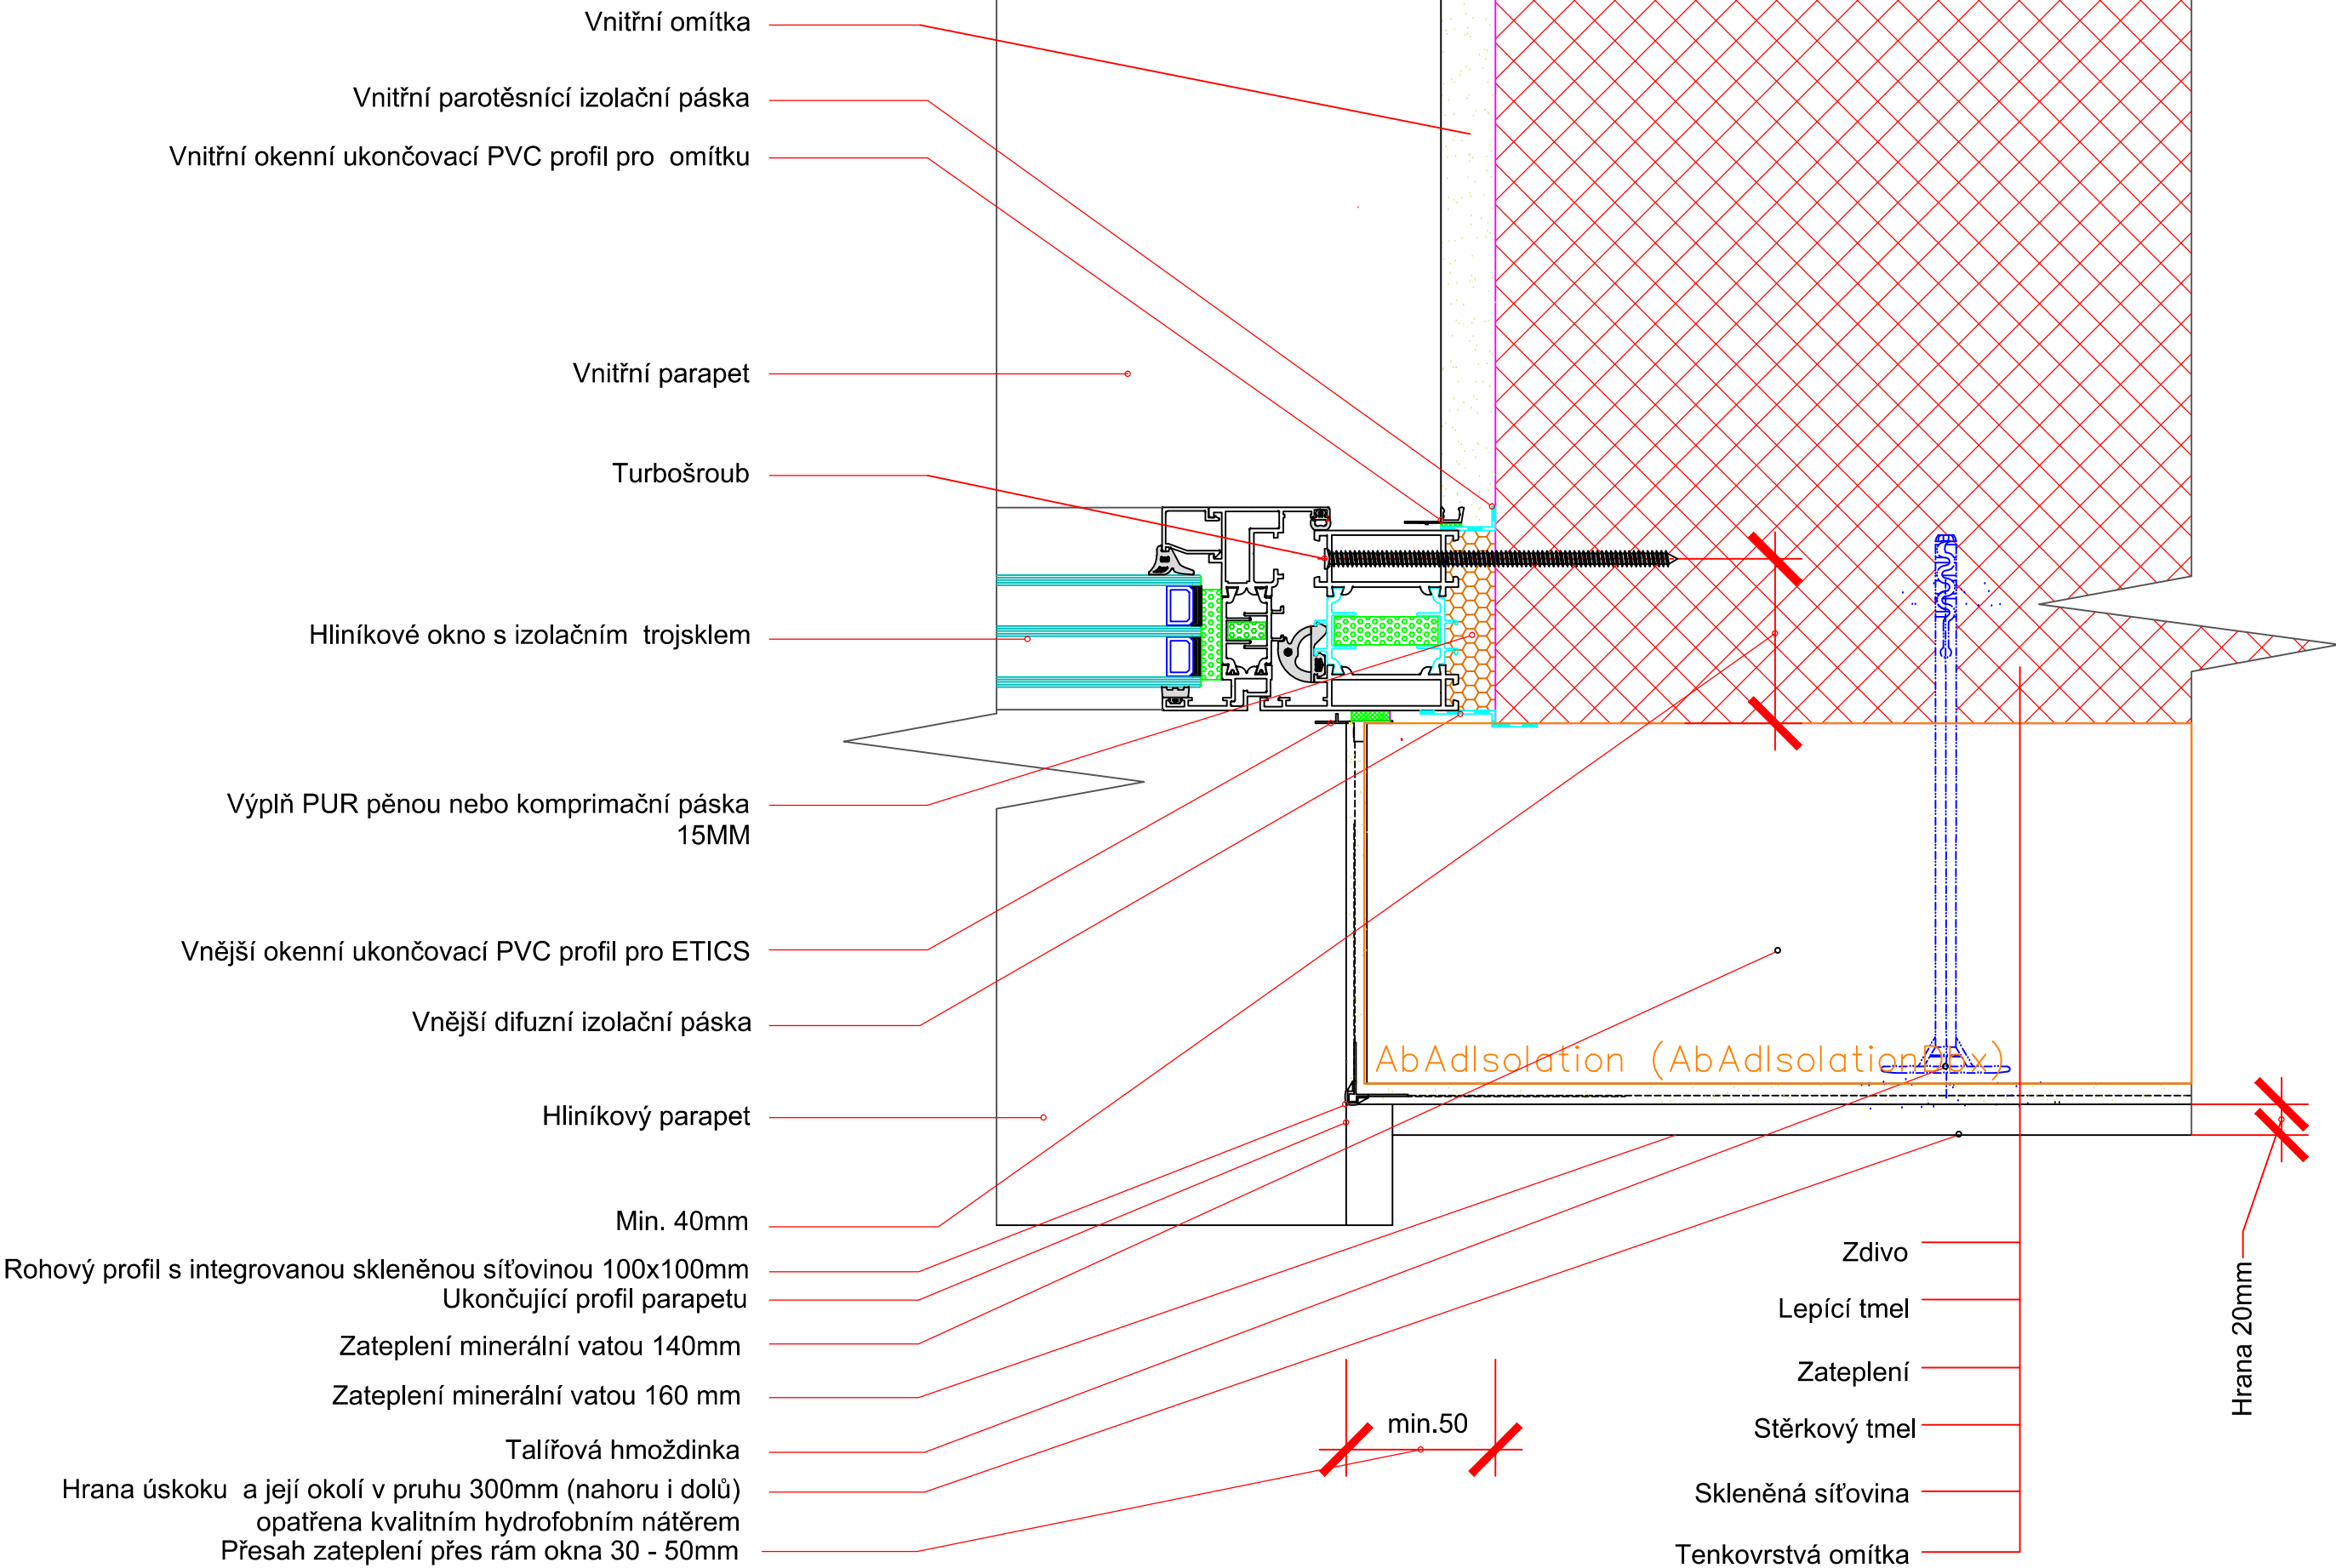 Vnitřní omítka
Vnitřní parotěsnící izolační páska
Vnitřní okenní ukončovací PVC profil pro omítku
Vnitřní parapet
Turbošroub
Hliníkové okno s izolačním trojsklem
Výplň PUR pěnou nebo komprimační páska
15MM
Vnější okenní ukončovací PVC profil pro ETICS
Vnější difuzní izolační páska
AbAdIsolation (AbAdIsolationBox)
Hliníkový parapet
Min. 40mm
Rohový profil s integrovanou skleněnou síťovinou 100x100mm
Ukončující profil parapetu
Zateplení minerální vatou 140mm
Zateplení minerální vatou 160 mm
Talířová hmoždinka
Hrana úskoku a její okolí v pruhu 300mm (nahoru i dolů)
opatřena kvalitním hydrofobním nátěrem
Přesah zateplení přes rám okna 30 - 50mm
min.50
Zdivo
Lepící tmel
Zateplení
Stěrkový tmel
Skleněná síťovina
Tenkovrstvá omítka
Hrana 20mm